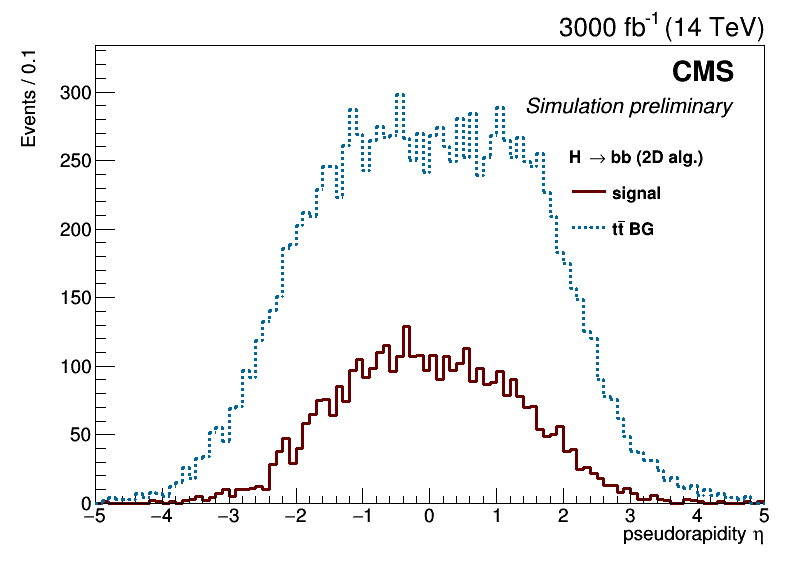 3000 fb⁻¹ (14 TeV)
Events / 0.1
CMS
Simulation preliminary
H → bb (2D alg.)
signal
tt̄ BG
300
250
200
150
100
50
0
−5 −4 −3 −2 −1 0 1 2 3 4 5
pseudorapidity η